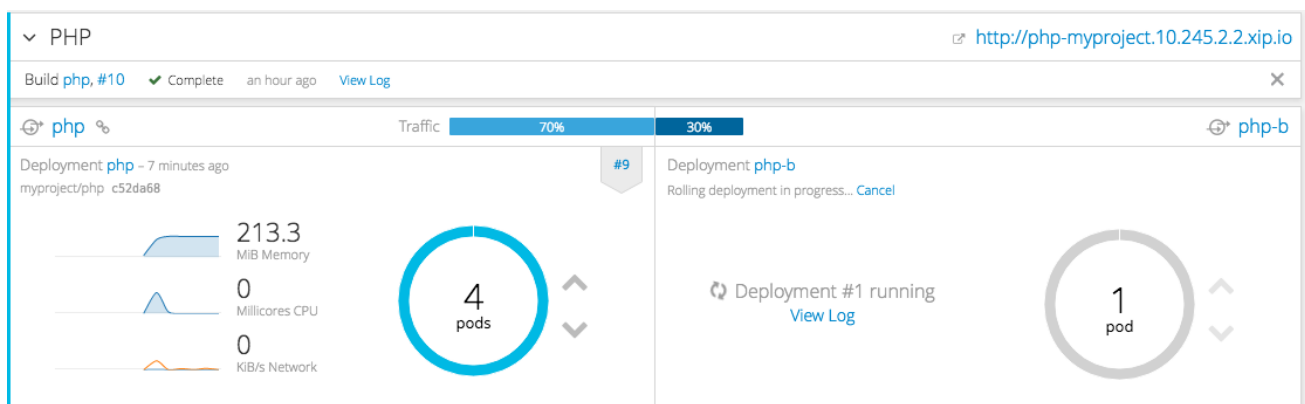 PHP
http://php-myproject.10.245.2.2.xip.io
Build php, #10 Complete an hour ago View Log
php Traffic 70% 30% php-b
Deployment php – 7 minutes ago
myproject/php c52da68
#9
213.3
MiB Memory
0
Millicores CPU
0
KiB/s Network
4
pods
Deployment php-b
Rolling deployment in progress... Cancel
Deployment #1 running
View Log
1
pod